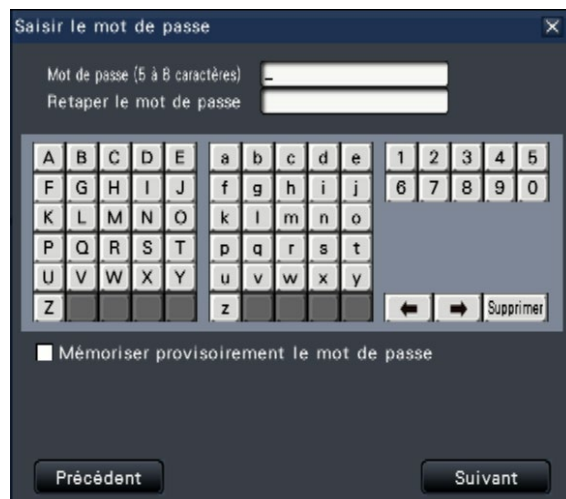 Saisir le mot de passe
Mot de passe (5 à 8 caractères)
Retaper le mot de passe
A B C D E a b c d e 1 2 3 4 5
F G H I J f g h i j 6 7 8 9 0
K L M N O k l m n o
P Q R S T p q r s t
U V W X Y u v w x y
Z z Supprimer
Mémoriser provisoirement le mot de passe
Précédent Suivant